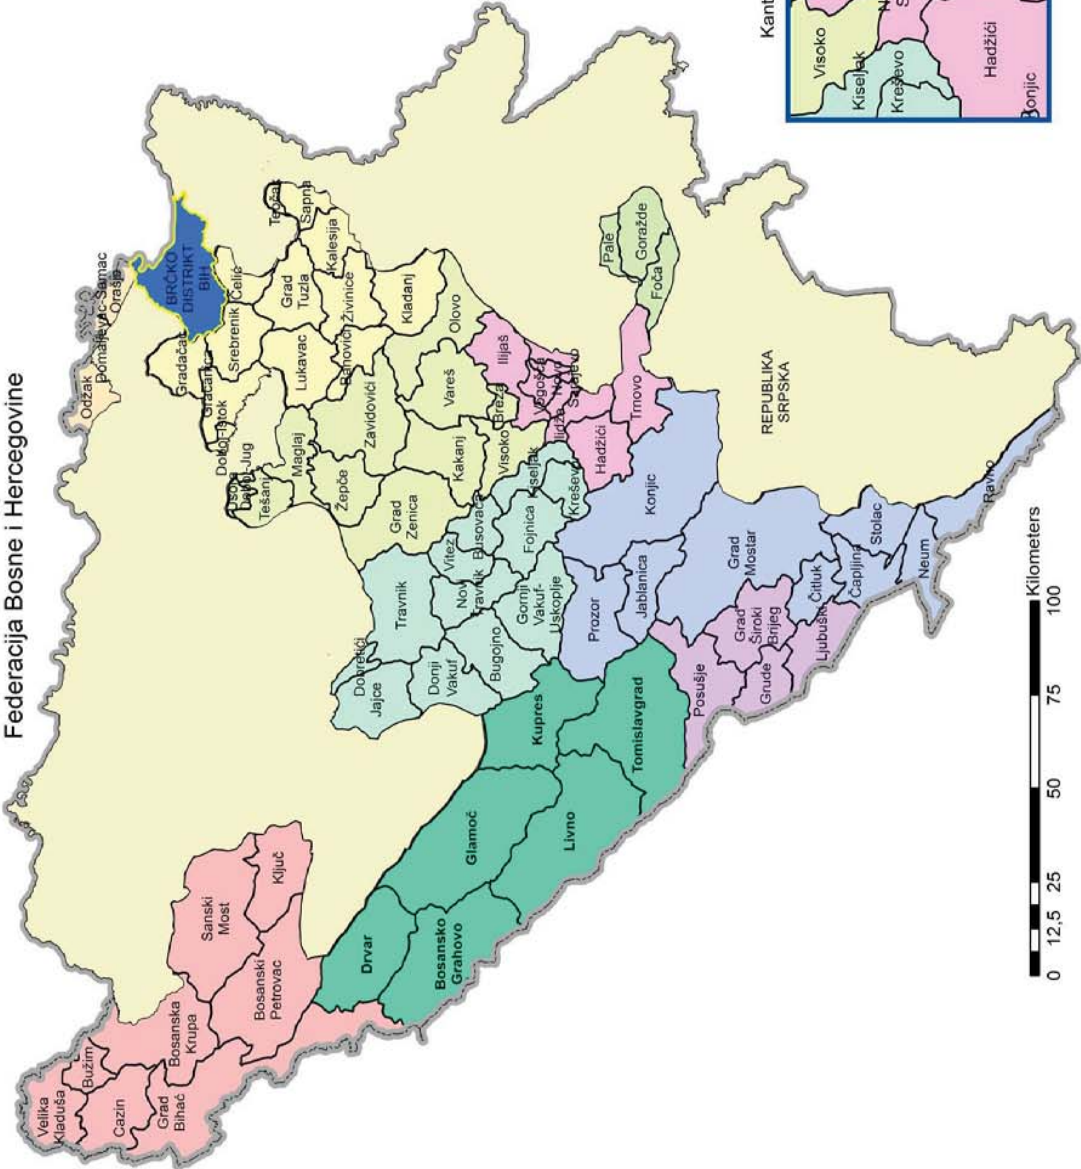 Federacija Bosne i Hercegovine
Velika
Kladuša
Bužim
Cazin
Grad
Bihać
Bosanska
Krupa
Sanski
Most
Ključ
Bosanski
Petrovac
Drvar
Bosansko
Grahovo
Glamoč
Livno
Kupres
Tomislavgrad
Jajce
Dobretići
Donji
Vakuf
Travnik
Bugojno
Novi
Travnik
Vitez
Busovača
Gornji
Vakuf-
Uskoplje
Fojnica
Kiseljak
Kreševo
Prozor
Jablanica
Konjic
Grad
Mostar
Čitluk
Čapljina
Stolac
Neum
Ravno
Posušje
Grad
Široki
Brijeg
Grude
Ljubuški
Usora
Doboj-Jug
Tešanj
Maglaj
Žepče
Zavidovići
Grad
Zenica
Kakanj
Vareš
Visoko
Breza
Olovo
Ilijaš
Vogošća
Novo
Sarajevo
Ilidža
Hadžići
Trnovo
Pale
Goražde
Foča
Odžak
Domaljevac-Šamac
Orašje
BRČKO
DISTRIKT
BIH
Gradačac
Gračanica
Doboj-Istok
Srebrenik
Čelić
Lukavac
Grad
Tuzla
Teočak
Sapna
Kalesija
Živinice
Banovići
Kladanj
REPUBLIKA
SRPSKA
0 12,5 25 50 75 100
Kilometers
Kant
Visoko
Kiseljak
Kreševo
N
S
Hadžići
Konjic